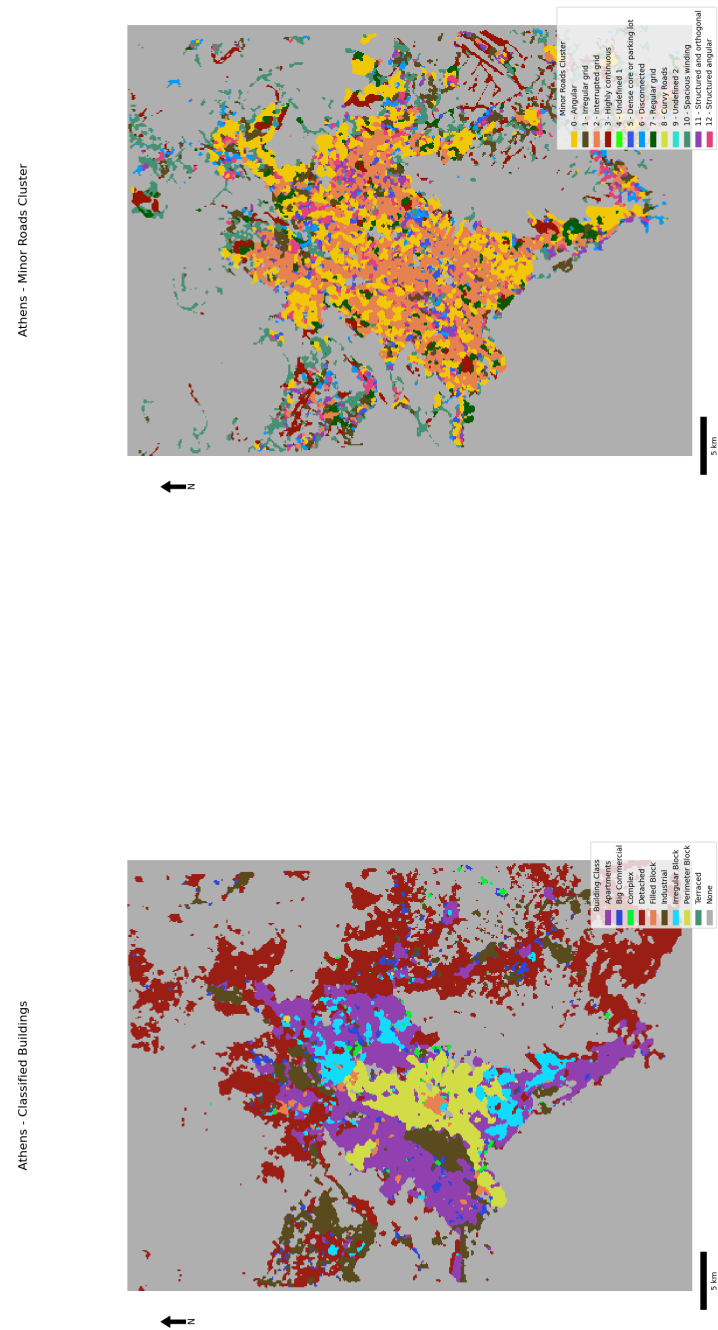 Athens - Classified Buildings
Building Class
Apartments
Big Commercial
Complex
Detached
Filled Block
Industrial
Irregular Block
Perimeter Block
Terraced
None
N
5 km
Athens - Minor Roads Cluster
Minor Roads Cluster
0 - Angular
1 - Irregular grid
2 - Interrupted grid
3 - Highly continuous
4 - Undefined 1
5 - Dense core or parking lot
6 - Disconnected
7 - Regular grid
8 - Curvy Roads
9 - Undefined 2
10 - Spacious winding
11 - Structured and orthogonal
12 - Structured angular
N
5 km